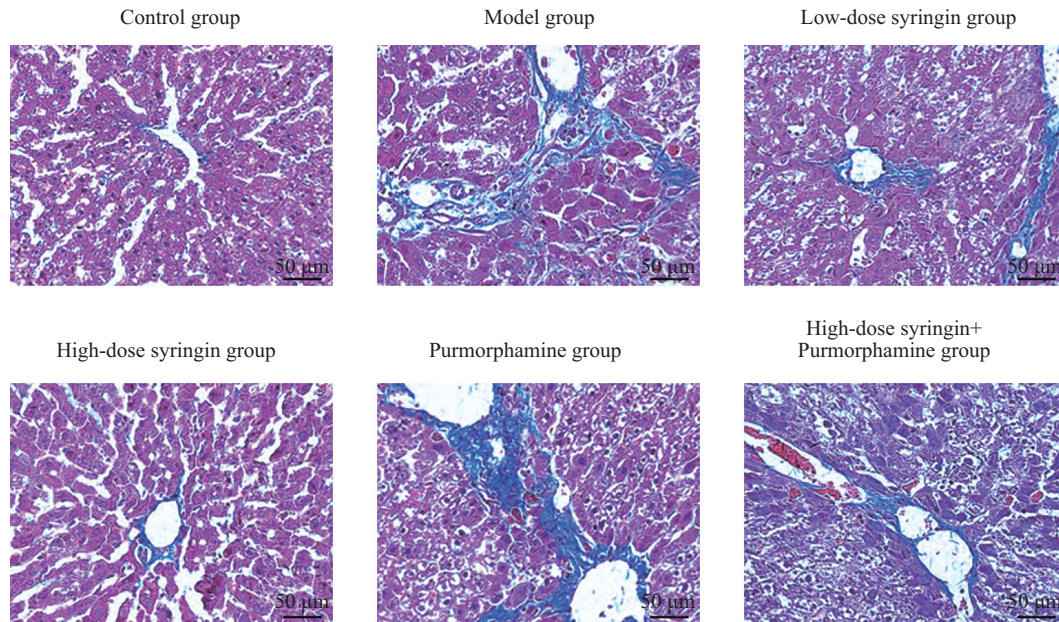 Control group
Model group
Low-dose syringin group
50 μm
50 μm
50 μm
High-dose syringin group
Purmorphamine group
High-dose syringin+
Purmorphamine group
50 μm
50 μm
50 μm